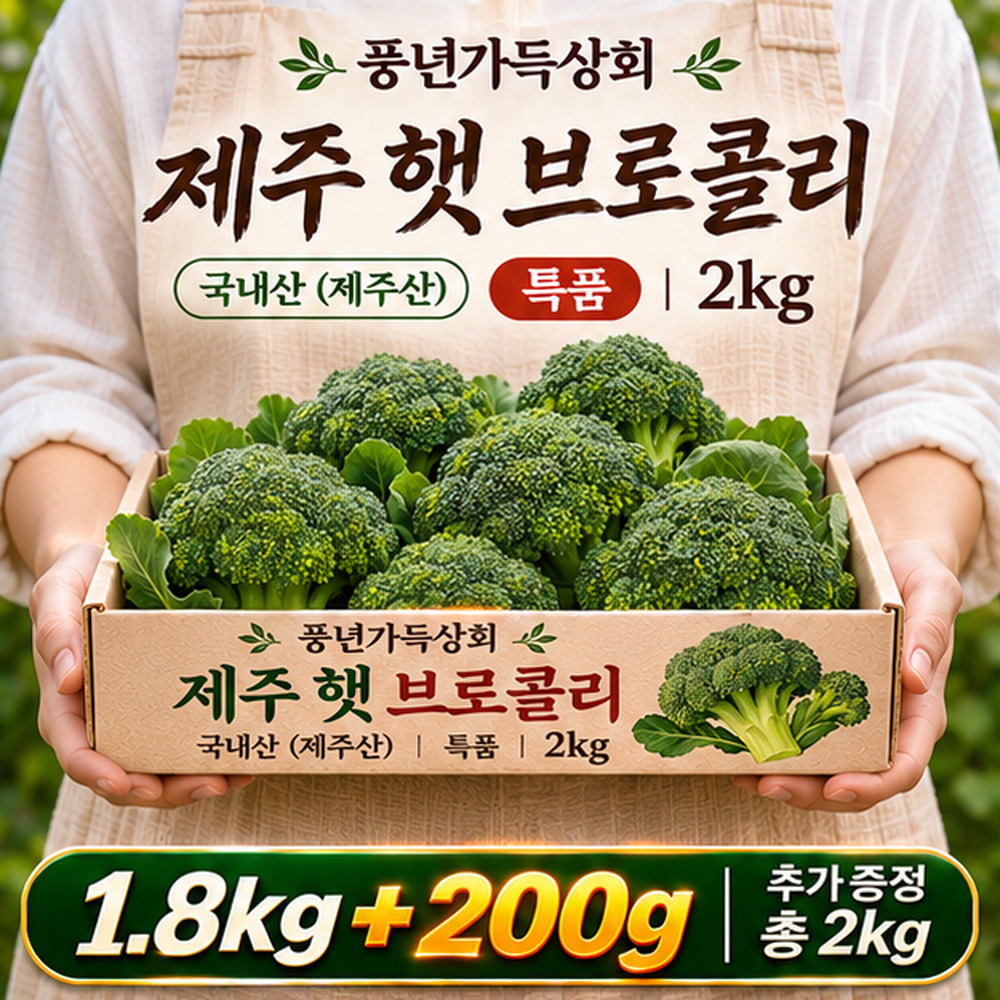 풍년가득상회
제주 햇 브로콜리
국내산 (제주산) 특품 | 2kg
풍년가득상회
제주 햇 브로콜리
국내산 (제주산) | 특품 | 2kg
1.8kg+200g | 추가 증정
총 2kg